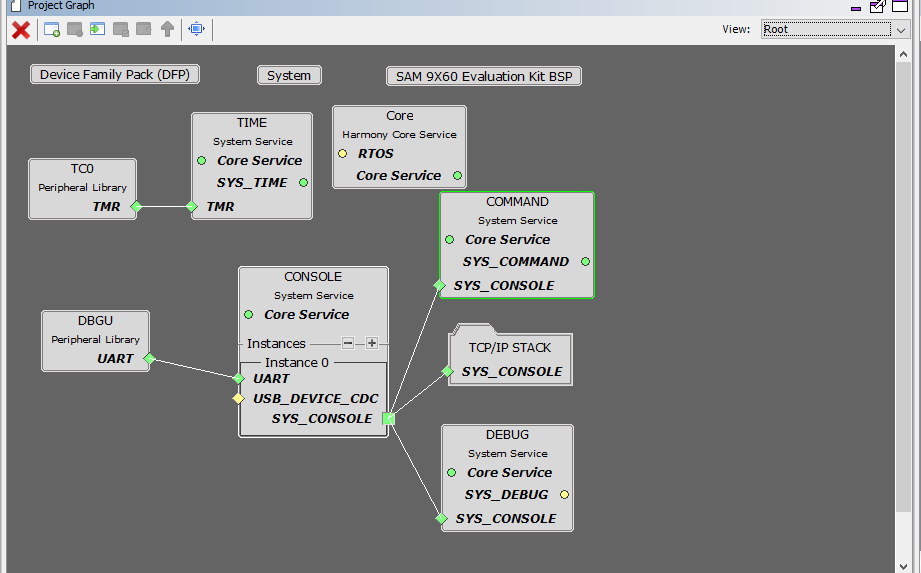 Project Graph
View:
Root
Device Family Pack (DFP)
System
SAM 9X60 Evaluation Kit BSP
TIME
System Service
Core Service
SYS_TIME
TMR
Core
Harmony Core Service
RTOS
Core Service
TC0
Peripheral Library
TMR
COMMAND
System Service
Core Service
SYS_COMMAND
SYS_CONSOLE
CONSOLE
System Service
Core Service
Instances
Instance 0
UART
USB_DEVICE_CDC
SYS_CONSOLE
DBGU
Peripheral Library
UART
TCP/IP STACK
SYS_CONSOLE
DEBUG
System Service
Core Service
SYS_DEBUG
SYS_CONSOLE